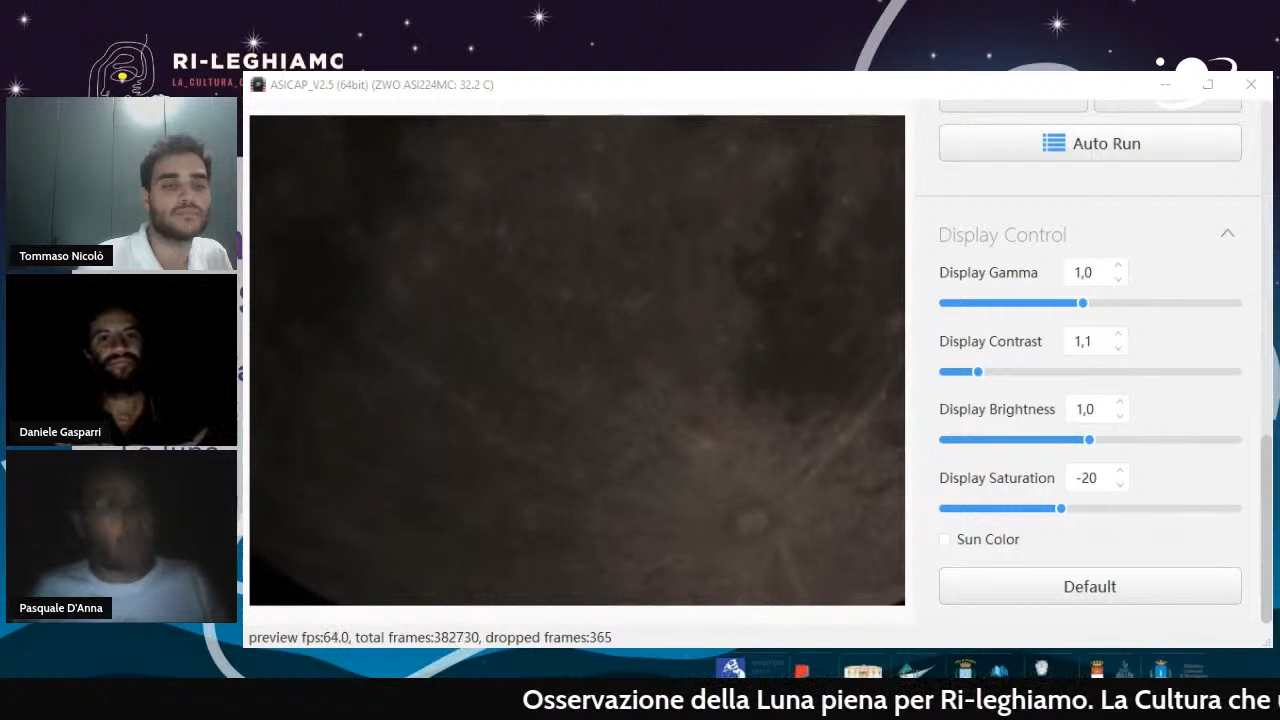 RI-LEGHIAMO
LA_CULTURA_
ASICAP_V2.5 (64bit) (ZWO ASI224MC: 32,2 C)
Auto Run
Tommaso Nicolò
Display Control
Display Gamma 1,0
Display Contrast 1,1
Display Brightness 1,0
Daniele Gasparri
Display Saturation -20
Sun Color
Default
Pasquale D'Anna
preview fps:64.0, total frames:382730, dropped frames:365
Osservazione della Luna piena per Ri-leghiamo. La Cultura che